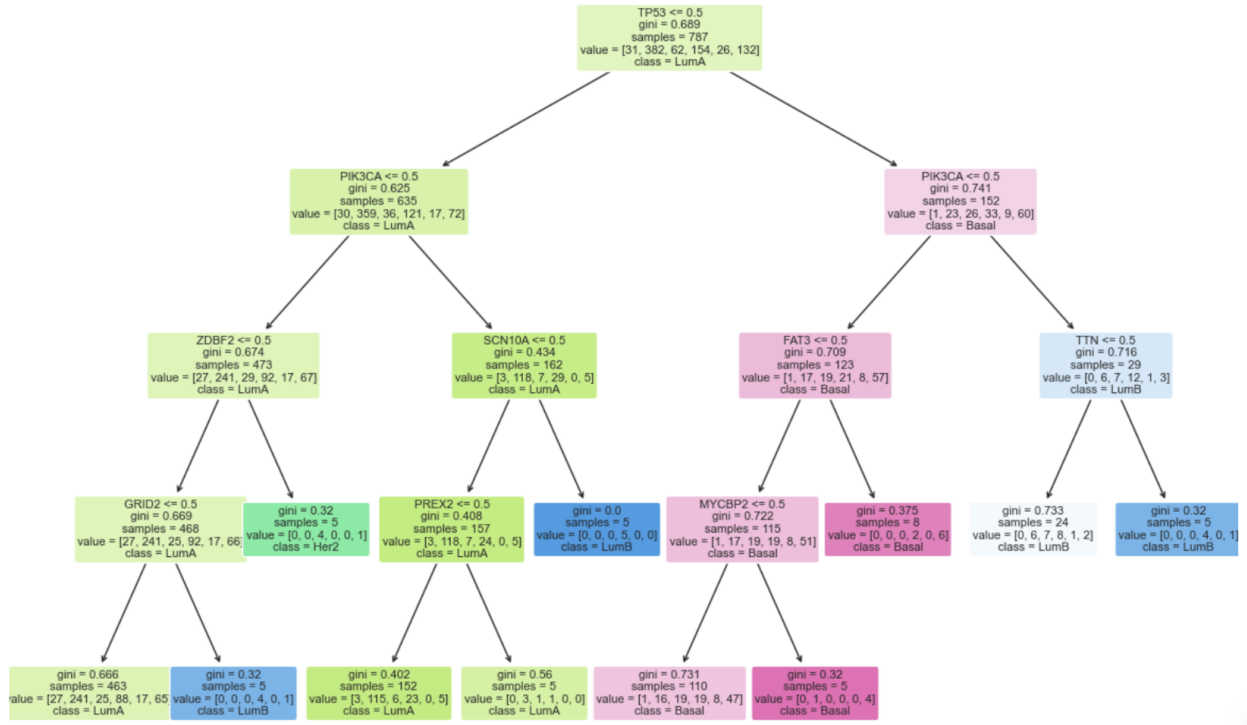 TP53 <= 0.5
gini = 0.689
samples = 787
value = [31, 382, 62, 154, 26, 132]
class = LumA
PIK3CA <= 0.5
gini = 0.625
samples = 635
value = [30, 359, 36, 121, 17, 72]
class = LumA
PIK3CA <= 0.5
gini = 0.741
samples = 152
value = [1, 23, 26, 33, 9, 60]
class = Basal
ZDBF2 <= 0.5
gini = 0.674
samples = 473
value = [27, 241, 29, 92, 17, 67]
class = LumA
SCN10A <= 0.5
gini = 0.434
samples = 162
value = [3, 118, 7, 29, 0, 5]
class = LumA
FAT3 <= 0.5
gini = 0.709
samples = 123
value = [1, 17, 19, 21, 8, 57]
class = Basal
TTN <= 0.5
gini = 0.716
samples = 29
value = [0, 6, 7, 12, 1, 3]
class = LumB
GRID2 <= 0.5
gini = 0.669
samples = 468
value = [27, 241, 25, 92, 17, 66]
class = LumA
gini = 0.32
samples = 5
value = [0, 0, 4, 0, 0, 1]
class = Her2
PREX2 <= 0.5
gini = 0.408
samples = 157
value = [3, 118, 7, 24, 0, 5]
class = LumA
gini = 0.0
samples = 5
value = [0, 0, 0, 5, 0, 0]
class = LumB
MYCBP2 <= 0.5
gini = 0.722
samples = 115
value = [1, 17, 19, 19, 8, 51]
class = Basal
gini = 0.375
samples = 8
value = [0, 0, 0, 2, 0, 6]
class = Basal
gini = 0.733
samples = 24
value = [0, 6, 7, 8, 1, 2]
class = LumB
gini = 0.32
samples = 5
value = [0, 0, 0, 4, 0, 1]
class = LumB
gini = 0.666
samples = 463
value = [27, 241, 25, 88, 17, 65
class = LumA
gini = 0.32
samples = 5
value = [0, 0, 0, 4, 0, 1]
class = LumB
gini = 0.402
samples = 152
value = [3, 115, 6, 23, 0, 5]
class = LumA
gini = 0.56
samples = 5
value = [0, 3, 1, 1, 0, 0]
class = LumA
gini = 0.731
samples = 110
value = [1, 16, 19, 19, 8, 47]
class = Basal
gini = 0.32
samples = 5
value = [0, 1, 0, 0, 0, 4]
class = Basal